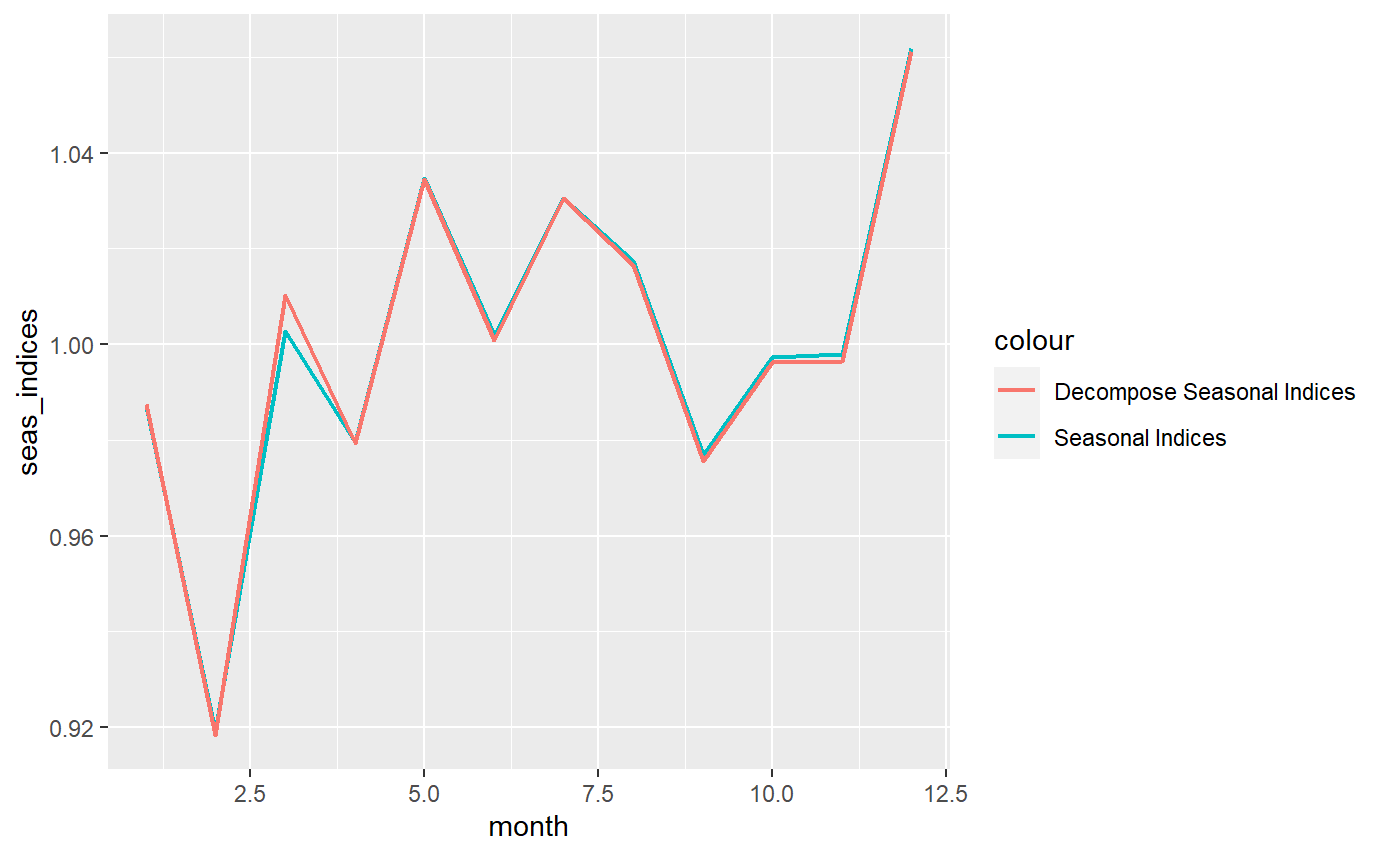 seas_indices
1.04
1.00
0.96
0.92
2.5 5.0 7.5 10.0 12.5
month
colour
Decompose Seasonal Indices
Seasonal Indices